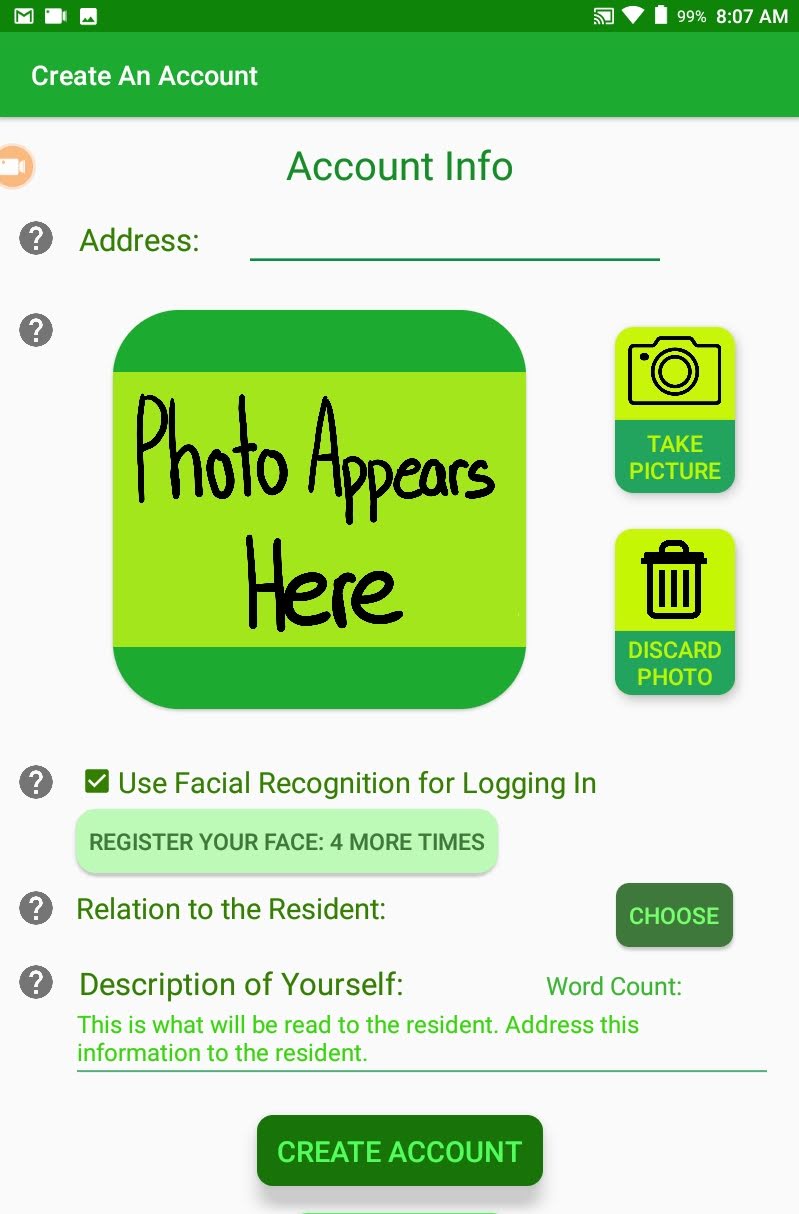 99% 8:07 AM
Create An Account
Account Info
? Address:
?
Photo Appears
Here
TAKE
PICTURE
DISCARD
PHOTO
? Use Facial Recognition for Logging In
REGISTER YOUR FACE: 4 MORE TIMES
? Relation to the Resident:
CHOOSE
? Description of Yourself:
Word Count:
This is what will be read to the resident. Address this
information to the resident.
CREATE ACCOUNT